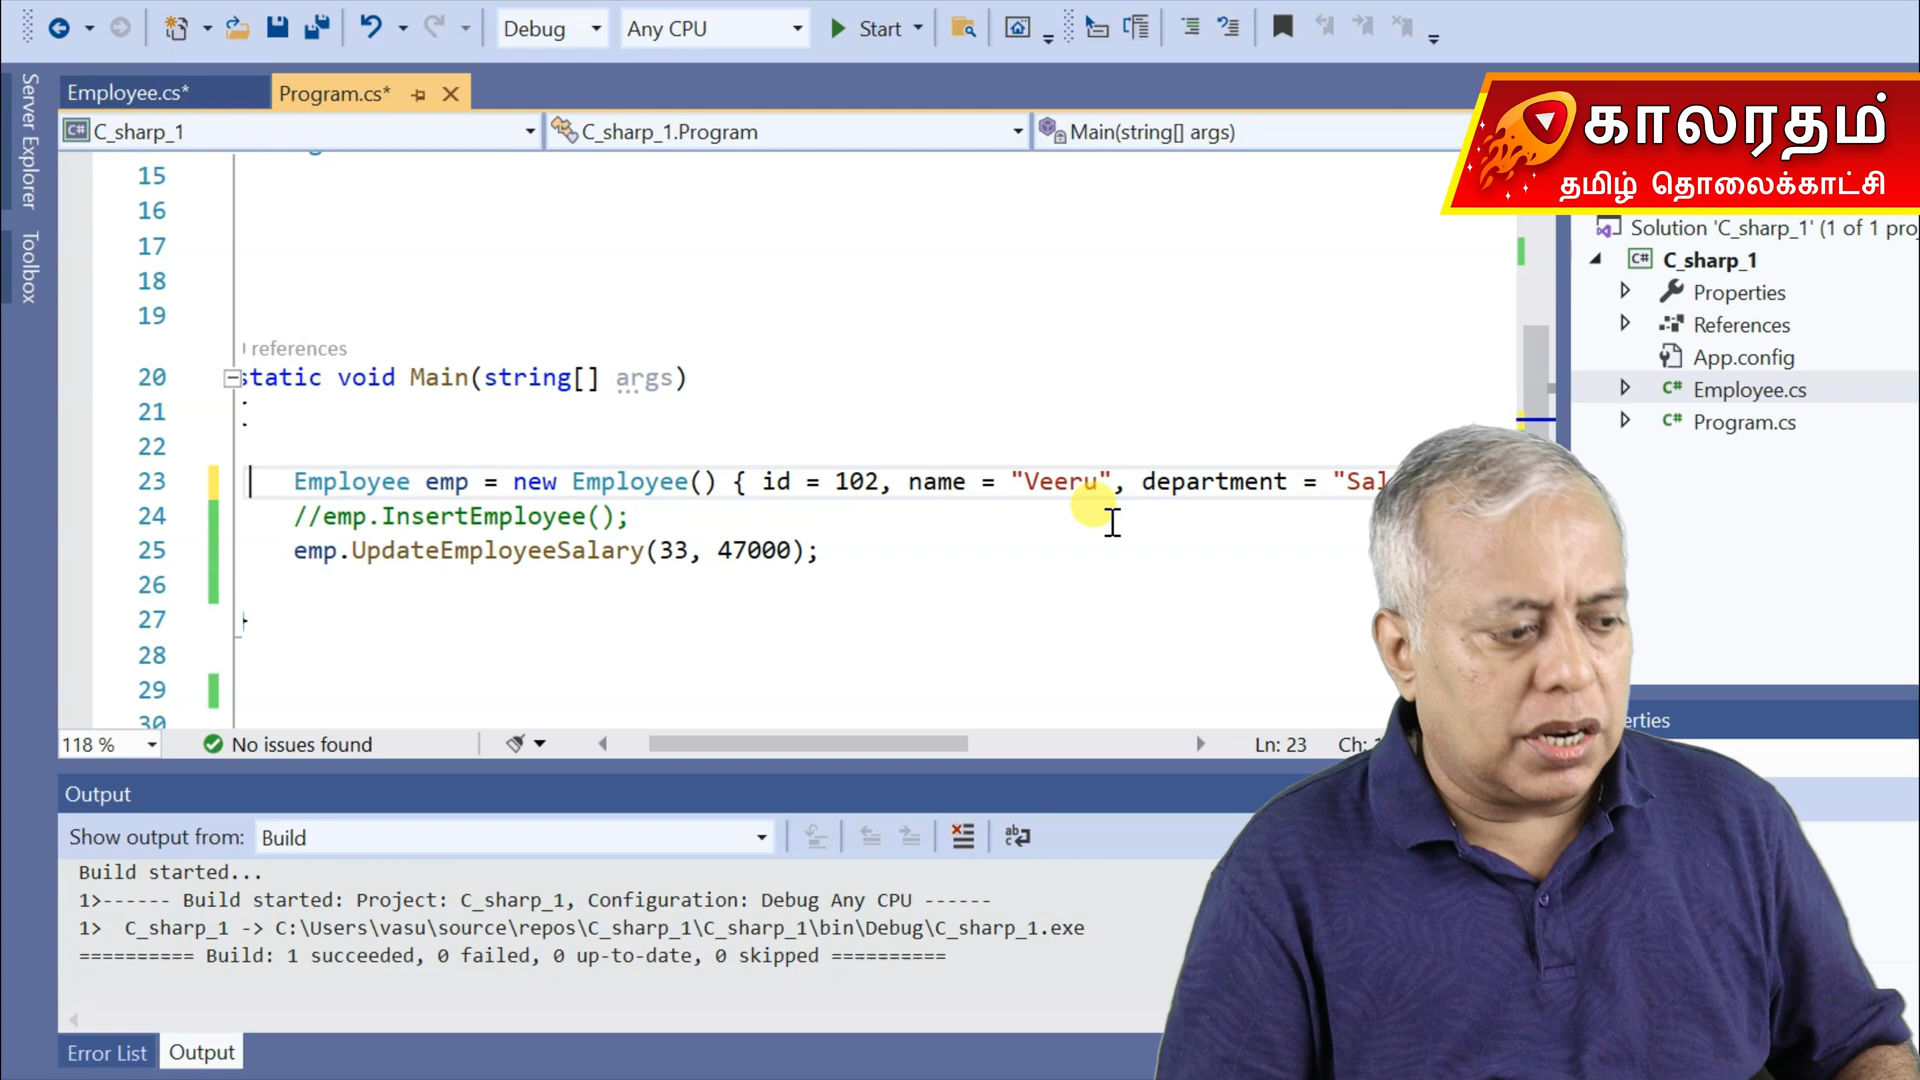 Debug
Any CPU
Start
Server Explorer
Toolbox
Employee.cs*
Program.cs*
C_sharp_1
C_sharp_1.Program
Main(string[] args)
காலரதம்
தமிழ் தொலைக்காட்சி
Solution 'C_sharp_1' (1 of 1 pro
C# C_sharp_1
Properties
References
App.config
C# Employee.cs
C# Program.cs
15
16
17
18
19
references
20 static void Main(string[] args)
21
22
23 Employee emp = new Employee() { id = 102, name = "Veeru", department = "Sal
24 //emp.InsertEmployee();
25 emp.UpdateEmployeeSalary(33, 47000);
26
27
28
29
30
118 %
No issues found
Ln: 23
Ch:
erties
Output
Show output from: Build
Build started...
1>------ Build started: Project: C_sharp_1, Configuration: Debug Any CPU ------
1>  C_sharp_1 -> C:\Users\vasu\source\repos\C_sharp_1\C_sharp_1\bin\Debug\C_sharp_1.exe
========== Build: 1 succeeded, 0 failed, 0 up-to-date, 0 skipped ==========
Error List
Output